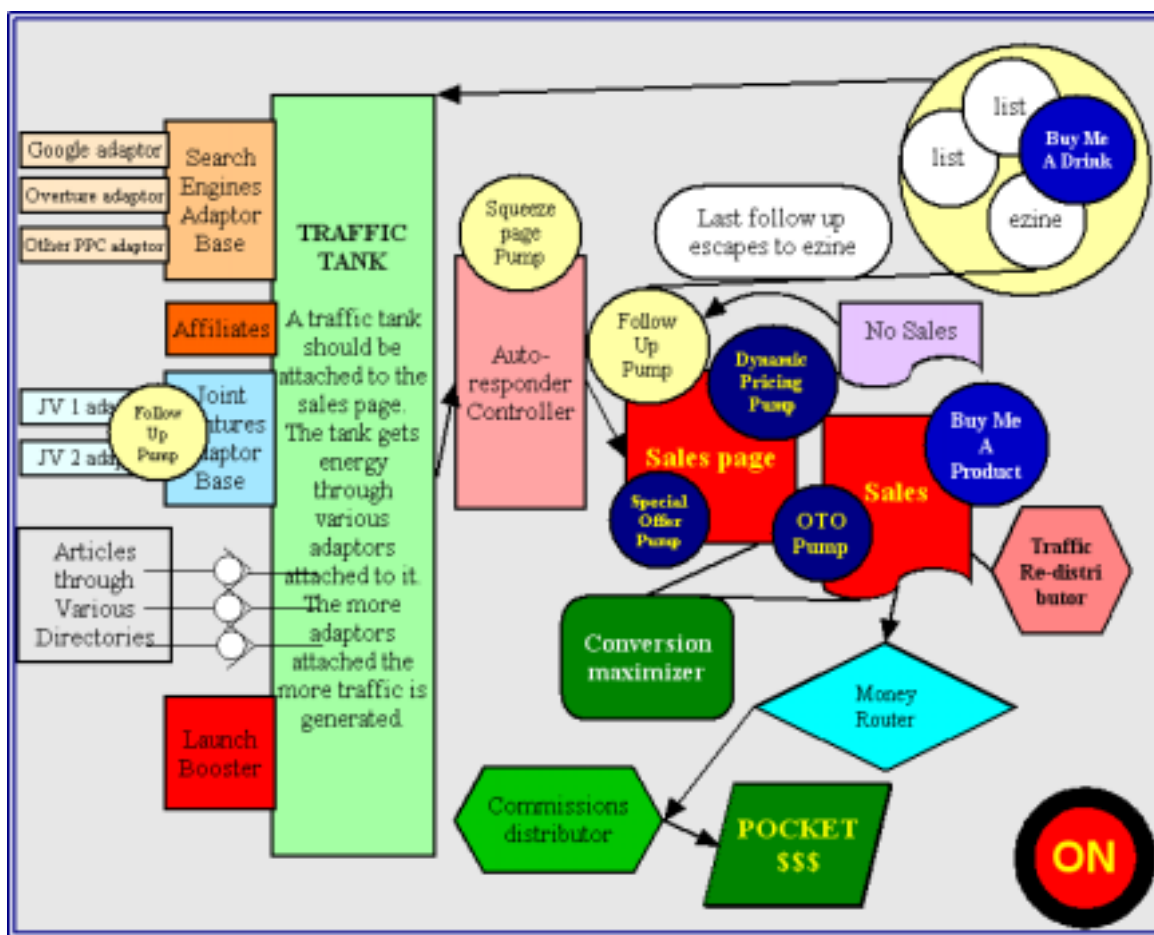 Google adaptor
Overture adaptor
Other PPC adaptor
Search
Engines
Adaptor
Base
Affiliates
JV 1 ada
JV 2 adap
Follow
Up
Pump
Joint
ntures
daptor
Base
Articles
through
Various
Directories
Launch
Booster
TRAFFIC
TANK
A traffic tank
should be
attached to the
sales page.
The tank gets
energy
through
various
adaptors
attached to it.
The more
adaptors
attached the
more traffic is
generated.
Squeeze
page
Pump
Auto-
responder
Controller
Last follow up
escapes to ezine
list
list
Buy Me
A Drink
ezine
Follow
Up
Pump
Dynamic
Pricing
Pump
No Sales
Sales page
Special
Offer
Pump
OTO
Pump
Sales
Buy Me
A
Product
Traffic
Re-distri
butor
Conversion
maximizer
Money
Router
Commissions
distributor
POCKET
$$$
ON